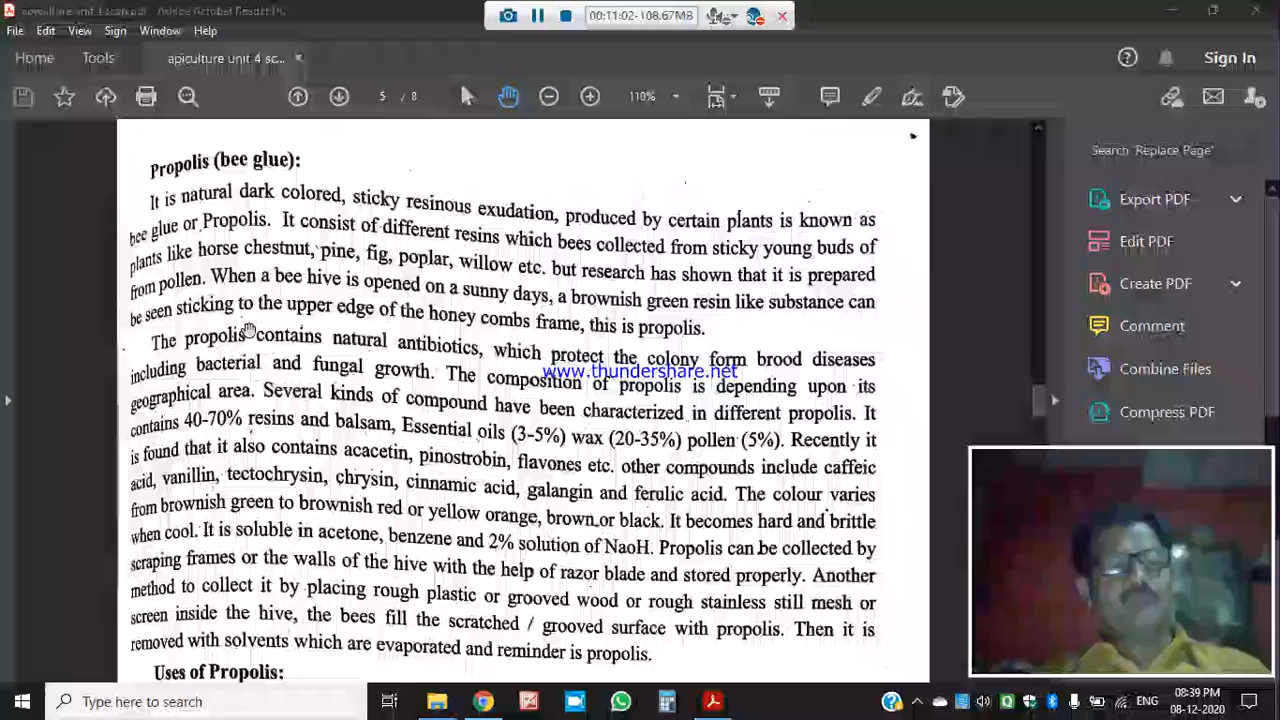 apiculture unit 4 scan.pdf - Adobe Acrobat Reader DC
00:11:02-108.67MB
File Edit View Sign Window Help
Home Tools apiculture unit 4 sc...
Sign In
5 / 8 110%
Search 'Replace Page'
Export PDF
Edit PDF
Create PDF
Comment
Combine Files
Compress PDF
Propolis (bee glue):
It is natural dark colored, sticky resinous exudation, produced by certain plants is known as
bee glue or Propolis. It consist of different resins which bees collected from sticky young buds of
plants like horse chestnut, pine, fig, poplar, willow etc. but research has shown that it is prepared
from pollen. When a bee hive is opened on a sunny days, a brownish green resin like substance can
be seen sticking to the upper edge of the honey combs frame, this is propolis.
The propolis contains natural antibiotics, which protect the colony form brood diseases
including bacterial and fungal growth. The composition of propolis is depending upon its
www.thundershare.net
geographical area. Several kinds of compound have been characterized in different propolis. It
contains 40-70% resins and balsam, Essential oils (3-5%) wax (20-35%) pollen (5%). Recently it
is found that it also contains acacetin, pinostrobin, flavones etc. other compounds include caffeic
acid, vanillin, tectochrysin, chrysin, cinnamic acid, galangin and ferulic acid. The colour varies
from brownish green to brownish red or yellow orange, brown or black. It becomes hard and brittle
when cool. It is soluble in acetone, benzene and 2% solution of NaoH. Propolis can be collected by
scraping frames or the walls of the hive with the help of razor blade and stored properly. Another
method to collect it by placing rough plastic or grooved wood or rough stainless still mesh or
screen inside the hive, the bees fill the scratched / grooved surface with propolis. Then it is
removed with solvents which are evaporated and reminder is propolis.
Uses of Propolis:
Type here to search
ENG
08:39 PM
08-12-2020